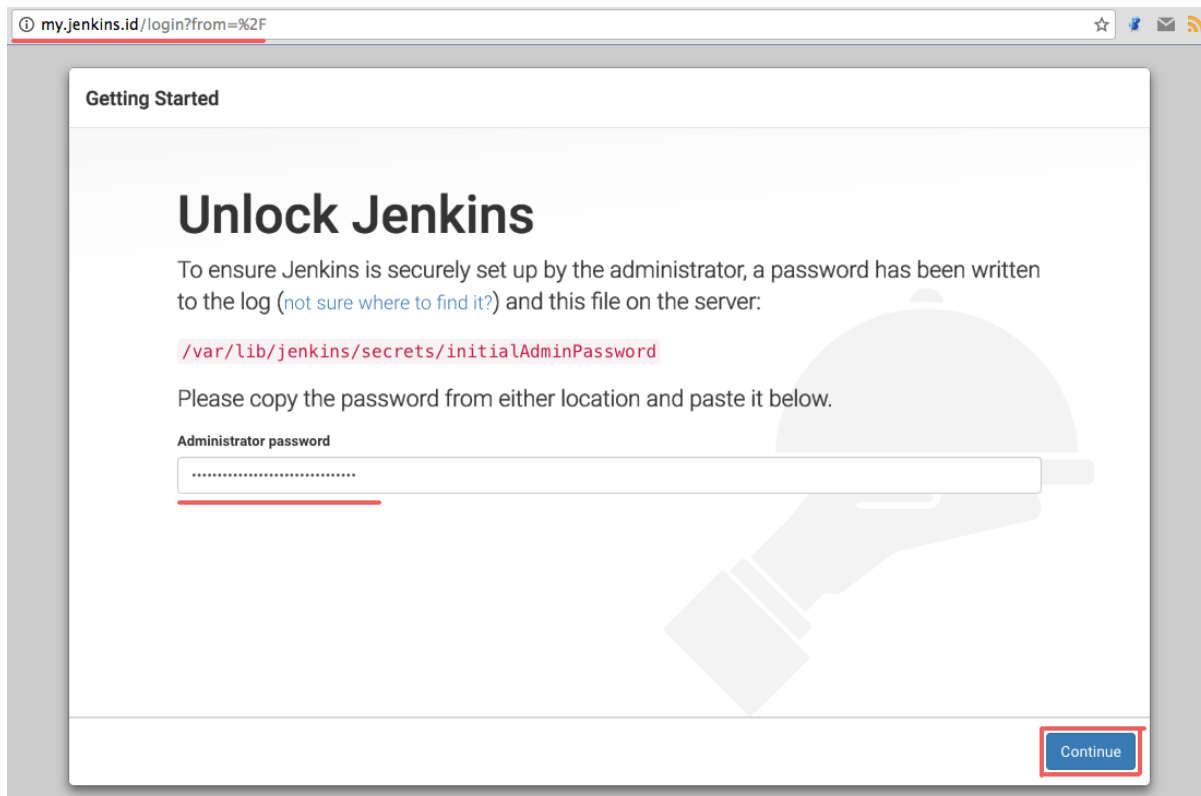 my.jenkins.id/login?from=%2F
Getting Started
Unlock Jenkins
To ensure Jenkins is securely set up by the administrator, a password has been written
to the log (not sure where to find it?) and this file on the server:
/var/lib/jenkins/secrets/initialAdminPassword
Please copy the password from either location and paste it below.
Administrator password
Continue